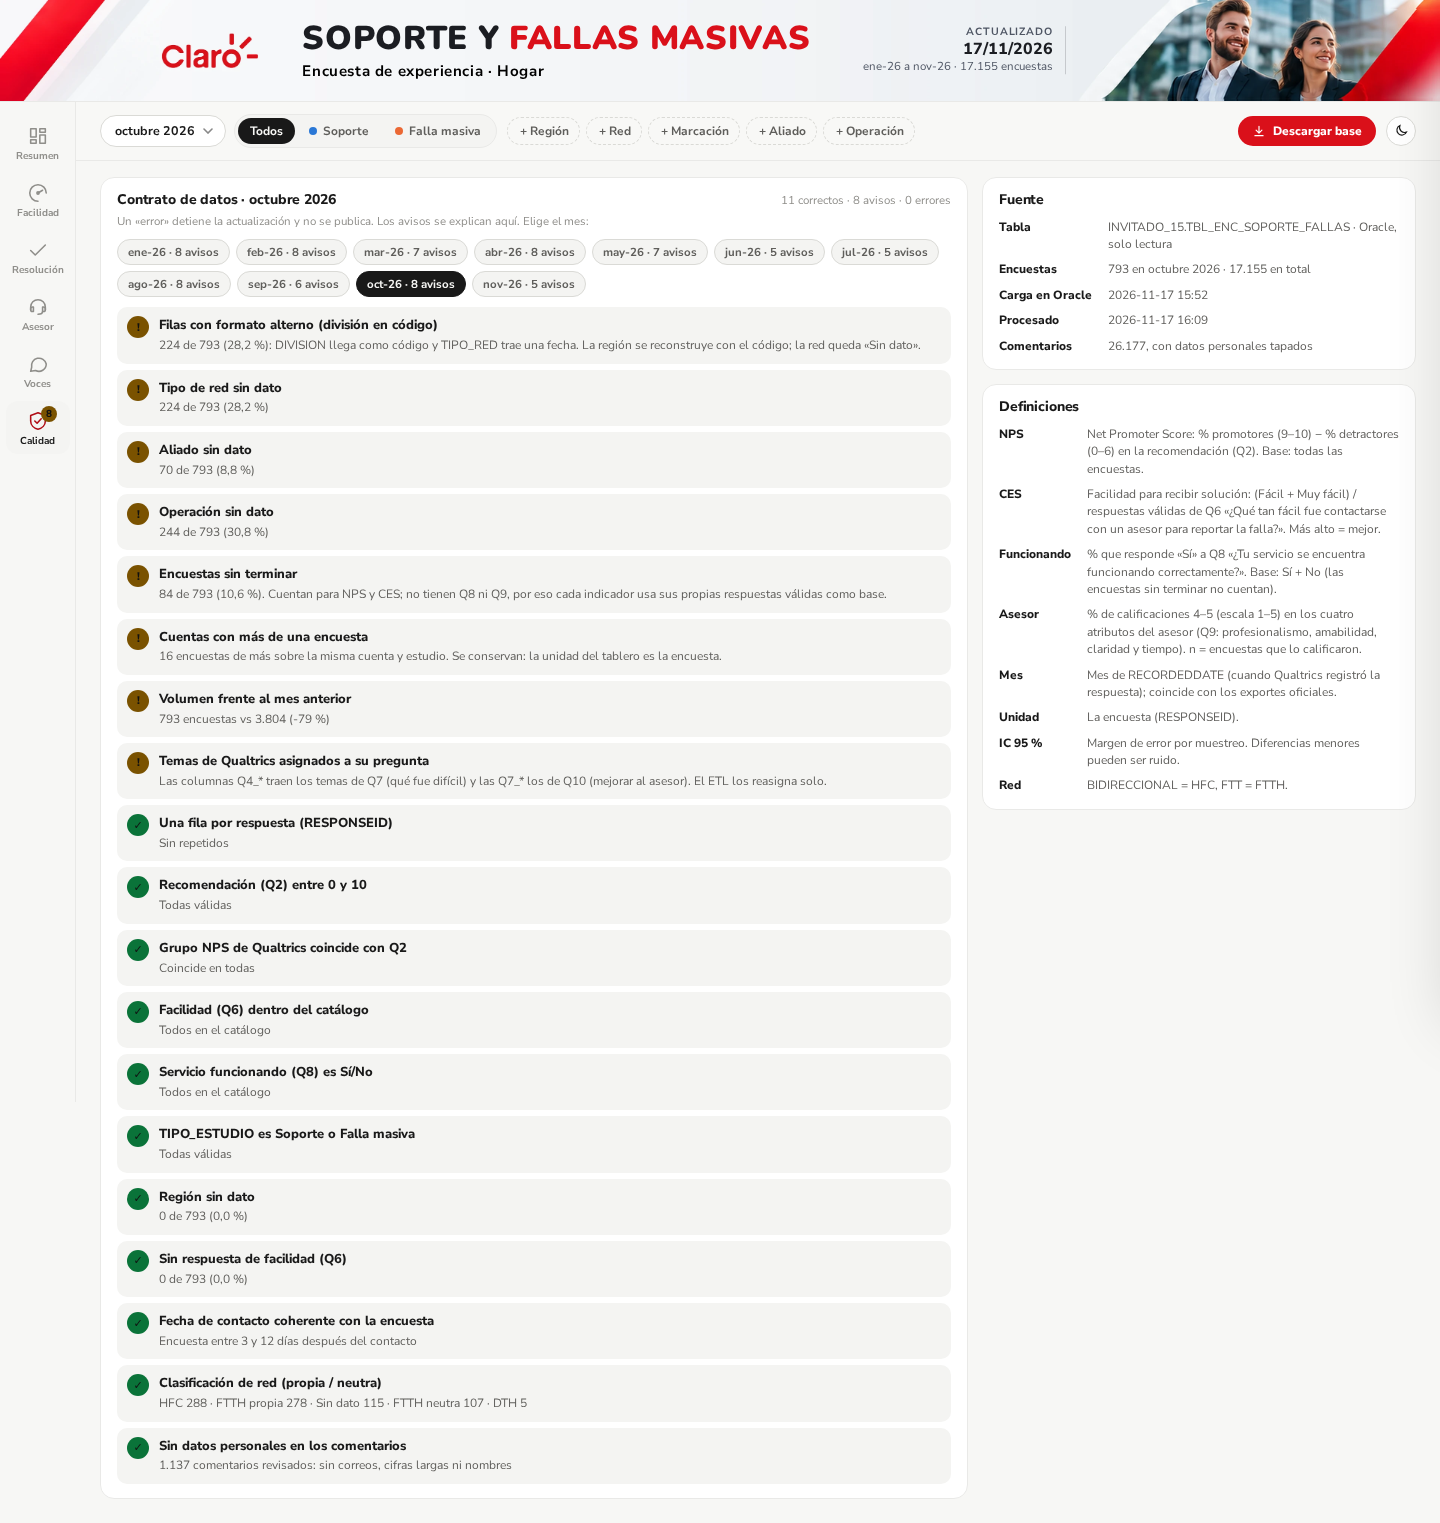 Claro
SOPORTE Y FALLAS MASIVAS
Encuesta de experiencia · Hogar
ACTUALIZADO
17/11/2026
ene-26 a nov-26 · 17.155 encuestas
Resumen
Facilidad
Resolución
Asesor
Voces
8
Calidad
octubre 2026
Todos
Soporte
Falla masiva
+ Región
+ Red
+ Marcación
+ Aliado
+ Operación
Descargar base
Contrato de datos · octubre 2026
11 correctos · 8 avisos · 0 errores
Un «error» detiene la actualización y no se publica. Los avisos se explican aquí. Elige el mes:
ene-26 · 8 avisos
feb-26 · 8 avisos
mar-26 · 7 avisos
abr-26 · 8 avisos
may-26 · 7 avisos
jun-26 · 5 avisos
jul-26 · 5 avisos
ago-26 · 8 avisos
sep-26 · 6 avisos
oct-26 · 8 avisos
nov-26 · 5 avisos
! Filas con formato alterno (división en código)
224 de 793 (28,2 %): DIVISION llega como código y TIPO_RED trae una fecha. La región se reconstruye con el código; la red queda «Sin dato».
! Tipo de red sin dato
224 de 793 (28,2 %)
! Aliado sin dato
70 de 793 (8,8 %)
! Operación sin dato
244 de 793 (30,8 %)
! Encuestas sin terminar
84 de 793 (10,6 %). Cuentan para NPS y CES; no tienen Q8 ni Q9, por eso cada indicador usa sus propias respuestas válidas como base.
! Cuentas con más de una encuesta
16 encuestas de más sobre la misma cuenta y estudio. Se conservan: la unidad del tablero es la encuesta.
! Volumen frente al mes anterior
793 encuestas vs 3.804 (-79 %)
! Temas de Qualtrics asignados a su pregunta
Las columnas Q4_* traen los temas de Q7 (qué fue difícil) y las Q7_* los de Q10 (mejorar al asesor). El ETL los reasigna solo.
✓ Una fila por respuesta (RESPONSEID)
Sin repetidos
✓ Recomendación (Q2) entre 0 y 10
Todas válidas
✓ Grupo NPS de Qualtrics coincide con Q2
Coincide en todas
✓ Facilidad (Q6) dentro del catálogo
Todos en el catálogo
✓ Servicio funcionando (Q8) es Sí/No
Todos en el catálogo
✓ TIPO_ESTUDIO es Soporte o Falla masiva
Todas válidas
✓ Región sin dato
0 de 793 (0,0 %)
✓ Sin respuesta de facilidad (Q6)
0 de 793 (0,0 %)
✓ Fecha de contacto coherente con la encuesta
Encuesta entre 3 y 12 días después del contacto
✓ Clasificación de red (propia / neutra)
HFC 288 · FTTH propia 278 · Sin dato 115 · FTTH neutra 107 · DTH 5
✓ Sin datos personales en los comentarios
1.137 comentarios revisados: sin correos, cifras largas ni nombres
Fuente
Tabla INVITADO_15.TBL_ENC_SOPORTE_FALLAS · Oracle,
solo lectura
Encuestas 793 en octubre 2026 · 17.155 en total
Carga en Oracle 2026-11-17 15:52
Procesado 2026-11-17 16:09
Comentarios 26.177, con datos personales tapados
Definiciones
NPS Net Promoter Score: % promotores (9–10) − % detractores
(0–6) en la recomendación (Q2). Base: todas las
encuestas.
CES Facilidad para recibir solución: (Fácil + Muy fácil) /
respuestas válidas de Q6 «¿Qué tan fácil fue contactarse
con un asesor para reportar la falla?». Más alto = mejor.
Funcionando % que responde «Sí» a Q8 «¿Tu servicio se encuentra
funcionando correctamente?». Base: Sí + No (las
encuestas sin terminar no cuentan).
Asesor % de calificaciones 4–5 (escala 1–5) en los cuatro
atributos del asesor (Q9: profesionalismo, amabilidad,
claridad y tiempo). n = encuestas que lo calificaron.
Mes Mes de RECORDEDDATE (cuando Qualtrics registró la
respuesta); coincide con los exportes oficiales.
Unidad La encuesta (RESPONSEID).
IC 95 % Margen de error por muestreo. Diferencias menores
pueden ser ruido.
Red BIDIRECCIONAL = HFC, FTT = FTTH.